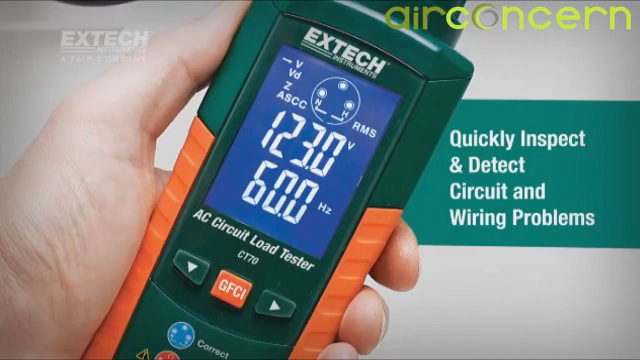 airconcern
EXTECH
INSTRUMENTS
A FLIR COMPANY
EXTECH
INSTRUMENTS
V
Vd
Z
ASCC
N
H
RMS
123.0 V
60.0 Hz
AC Circuit Load Tester
CT70
GFCI
Correct
Quickly Inspect
& Detect
Circuit and
Wiring Problems